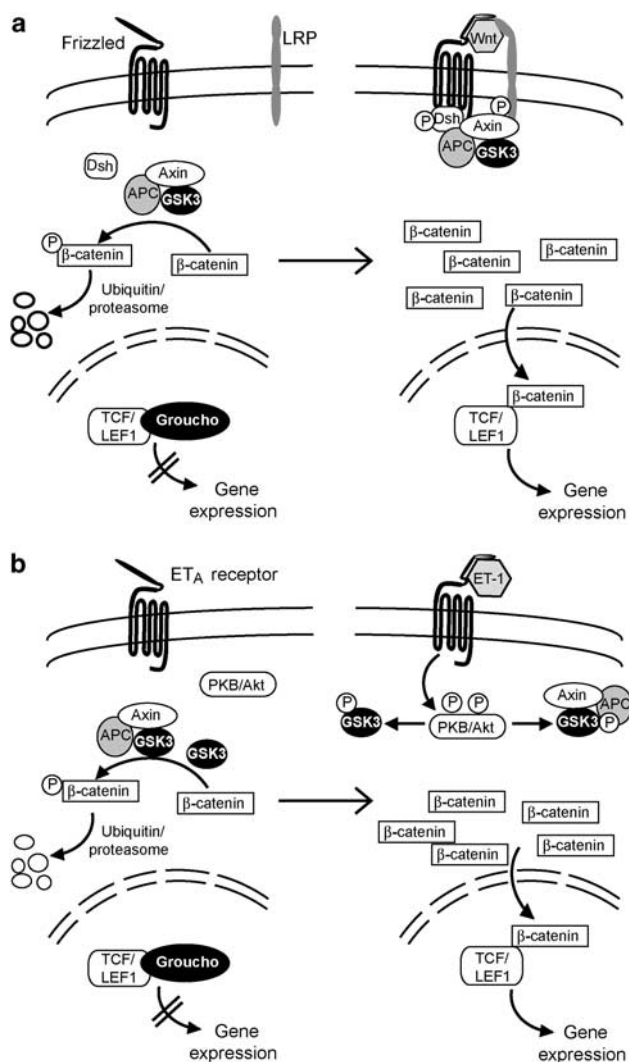 a
Frizzled
LRP
Wnt
P
Dsh
P
Axin
APC
GSK3
Dsh
Axin
APC
GSK3
P
β-catenin
β-catenin
Ubiquitin/
proteasome
β-catenin
β-catenin
β-catenin
β-catenin
β-catenin
β-catenin
TCF/
LEF1
Groucho
Gene
expression
TCF/
LEF1
Gene
expression
b
ETA receptor
ET-1
PKB/Akt
P
GSK3
P
P
PKB/Akt
Axin
APC
GSK3
P
Axin
APC
GSK3
GSK3
P
β-catenin
β-catenin
Ubiquitin/
proteasome
β-catenin
β-catenin
β-catenin
β-catenin
β-catenin
β-catenin
TCF/
LEF1
Groucho
Gene
expression
TCF/
LEF1
Gene
expression